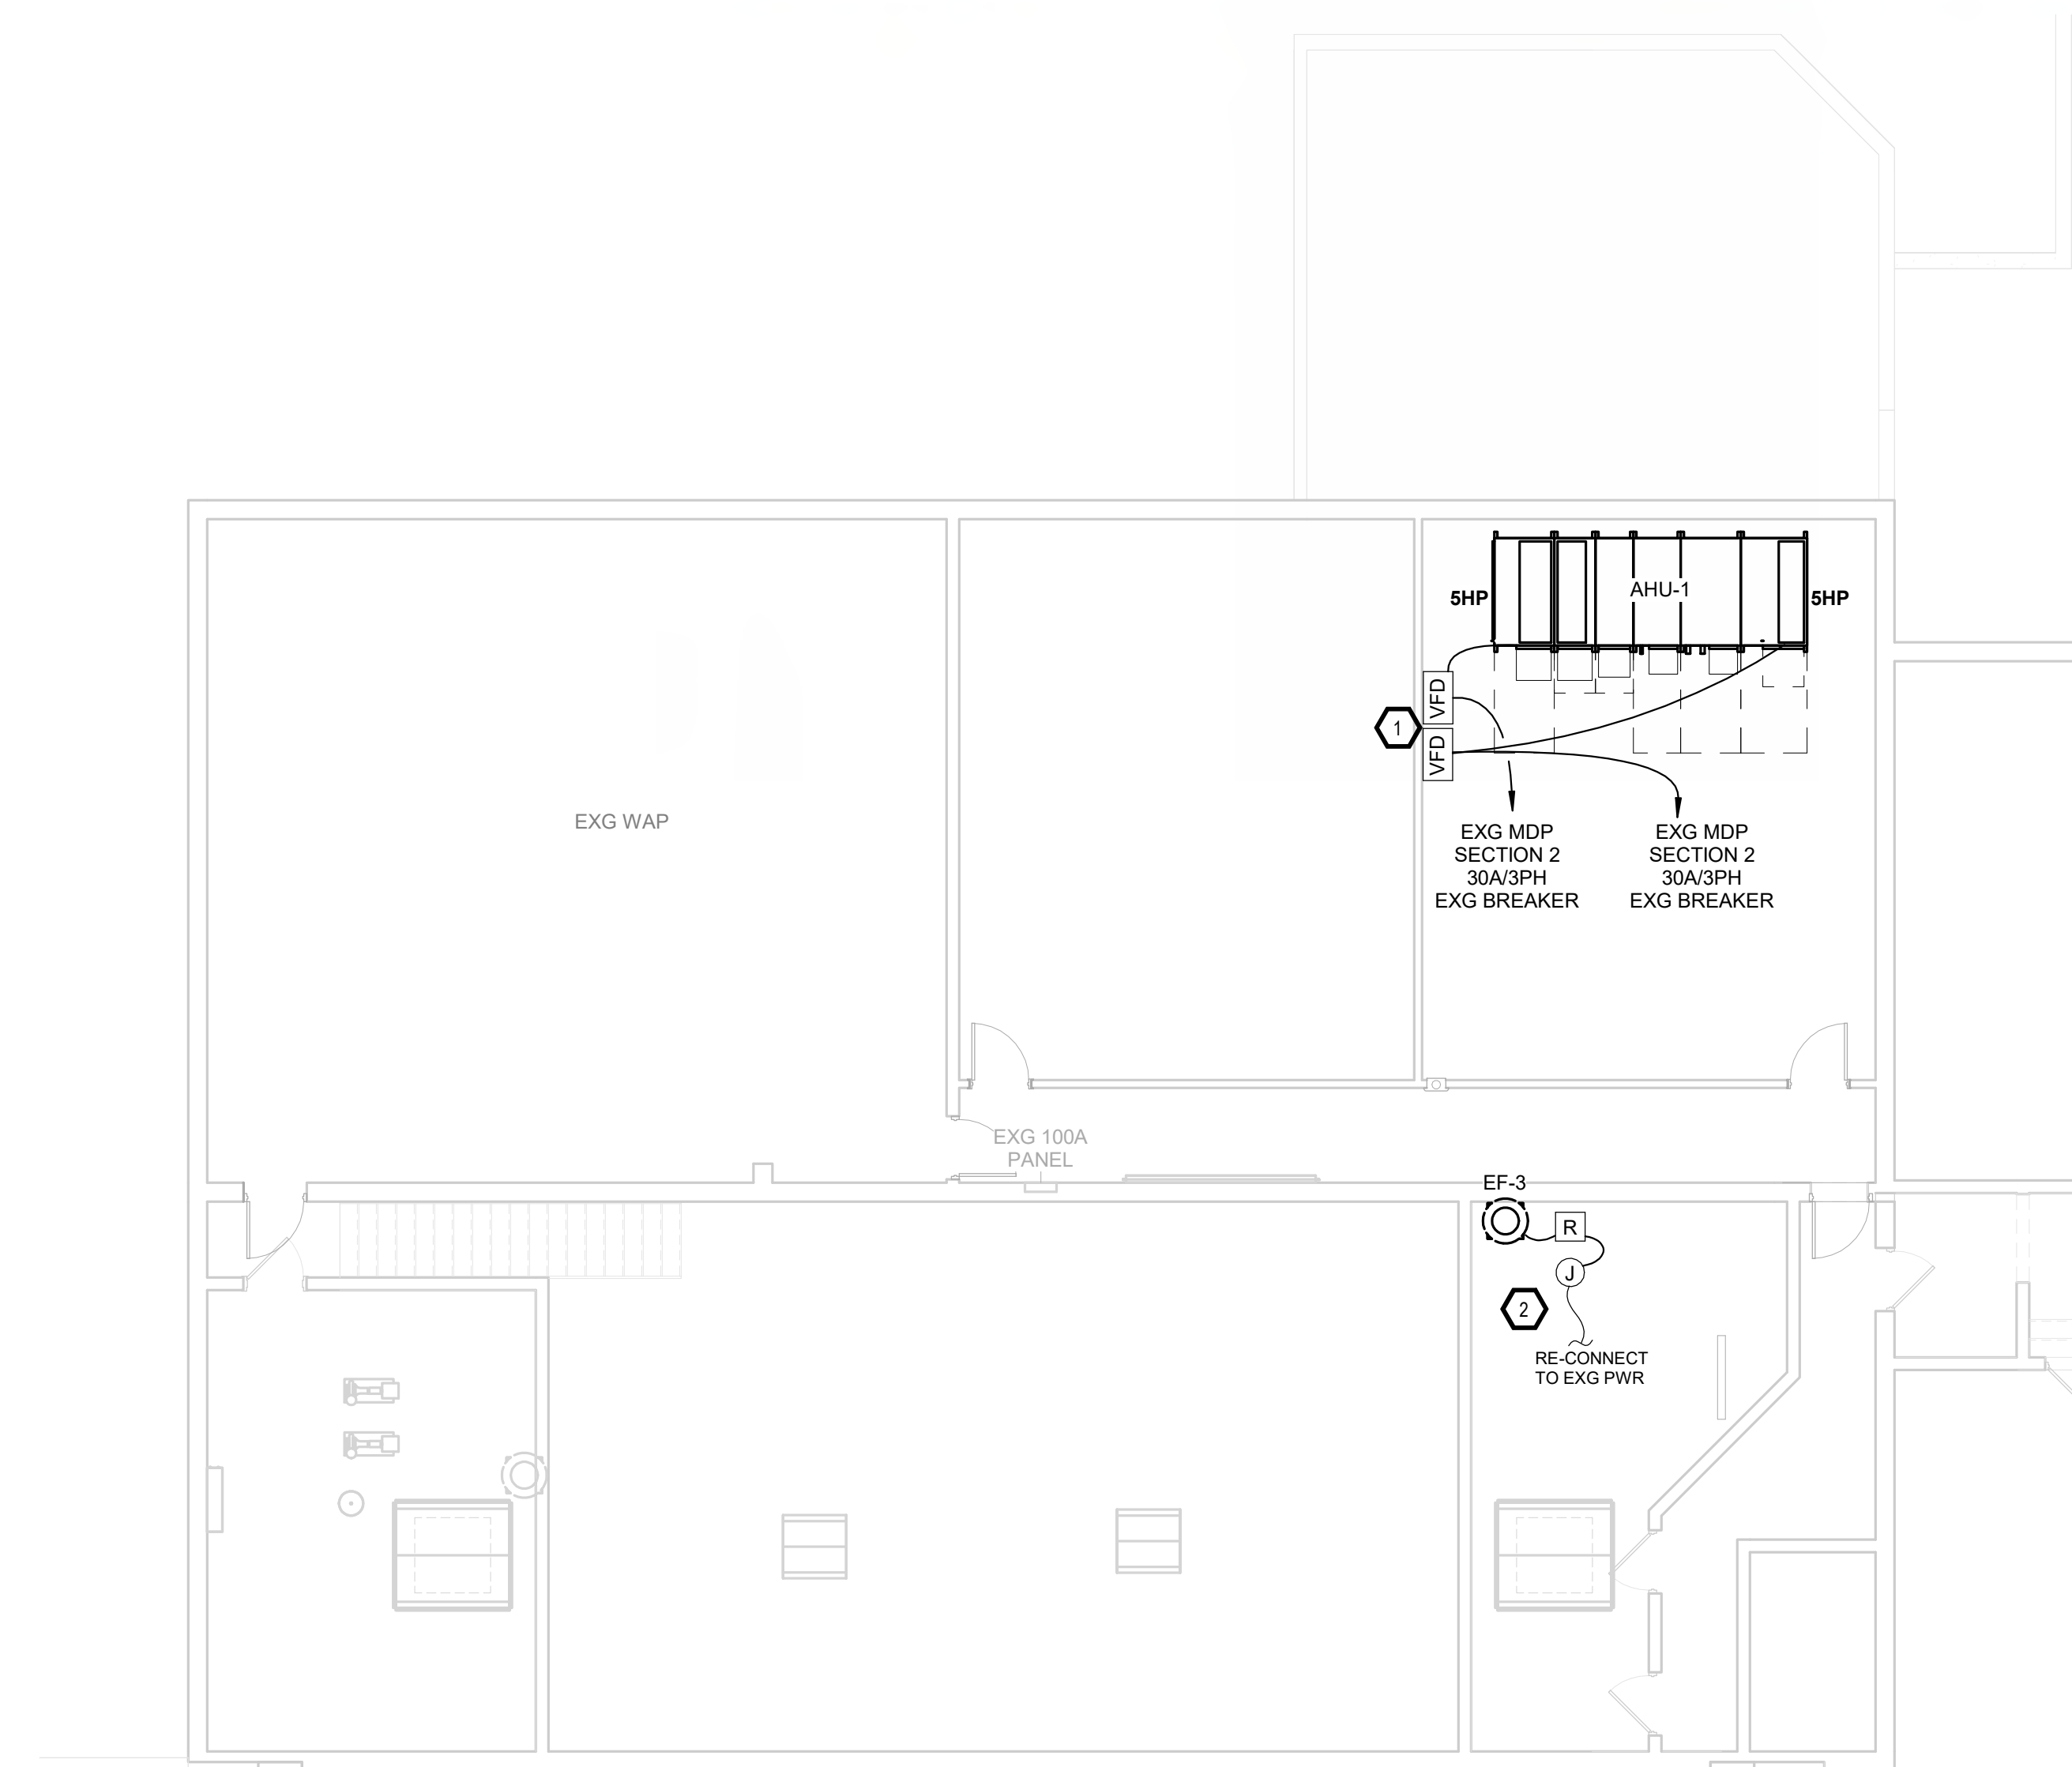 AHU-1
5HP
5HP
VFD
1
VFD
EXG WAP
EXG MDP
SECTION 2
30A/3PH
EXG BREAKER
EXG MDP
SECTION 2
30A/3PH
EXG BREAKER
EXG 100A
PANEL
EF-3
R
J
2
RE-CONNECT
TO EXG PWR